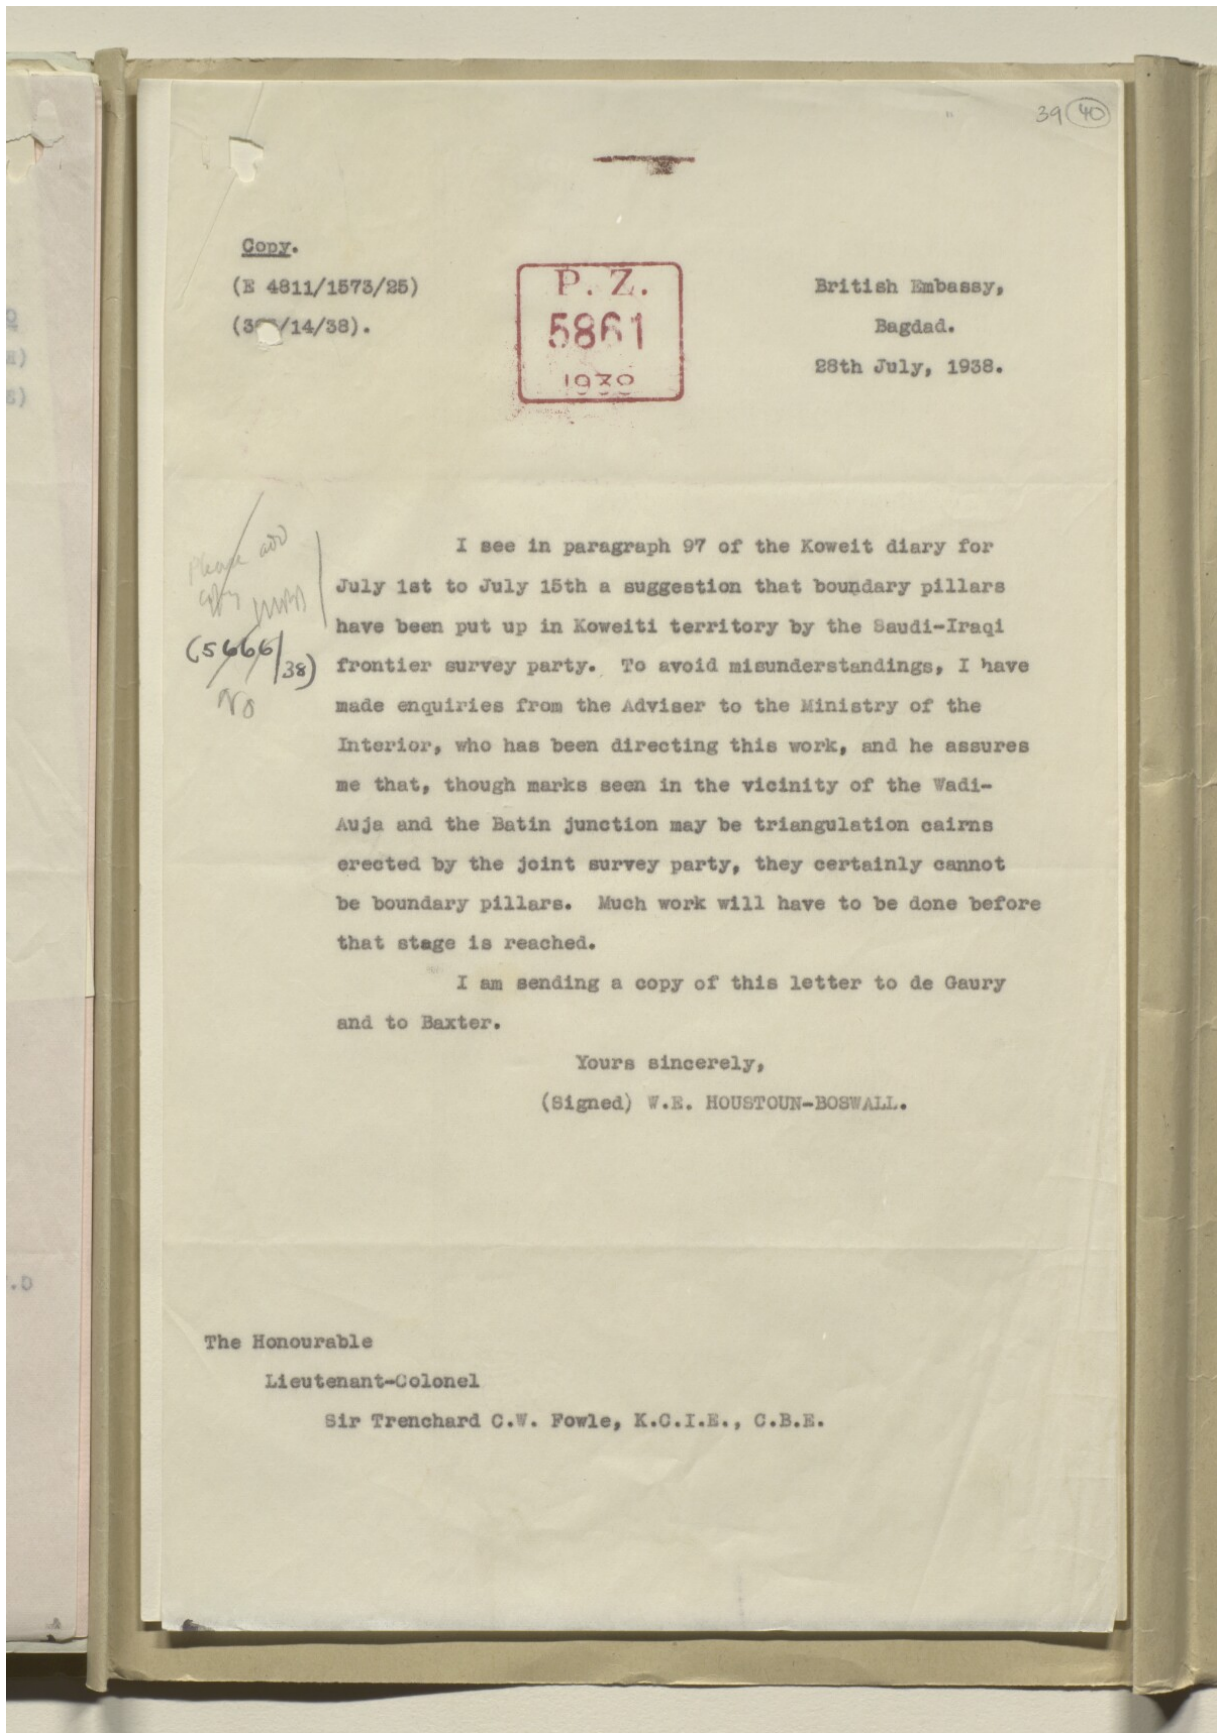 39 40
Copy.
(E 4811/1573/25)
(3 /14/38).
P. Z.
5861
1938
British Embassy,
Bagdad.
28th July, 1938.
Please add
copy
(5666/38)
No
I see in paragraph 97 of the Koweit diary for
July 1st to July 15th a suggestion that boundary pillars
have been put up in Koweiti territory by the Saudi-Iraqi
frontier survey party. To avoid misunderstandings, I have
made enquiries from the Adviser to the Ministry of the
Interior, who has been directing this work, and he assures
me that, though marks seen in the vicinity of the Wadi-
Auja and the Batin junction may be triangulation cairns
erected by the joint survey party, they certainly cannot
be boundary pillars. Much work will have to be done before
that stage is reached.
I am sending a copy of this letter to de Gaury
and to Baxter.
Yours sincerely,
(Signed) W.E. HOUSTOUN-BOSWALL.
The Honourable
Lieutenant-Colonel
Sir Trenchard C.W. Fowle, K.C.I.E., C.B.E.